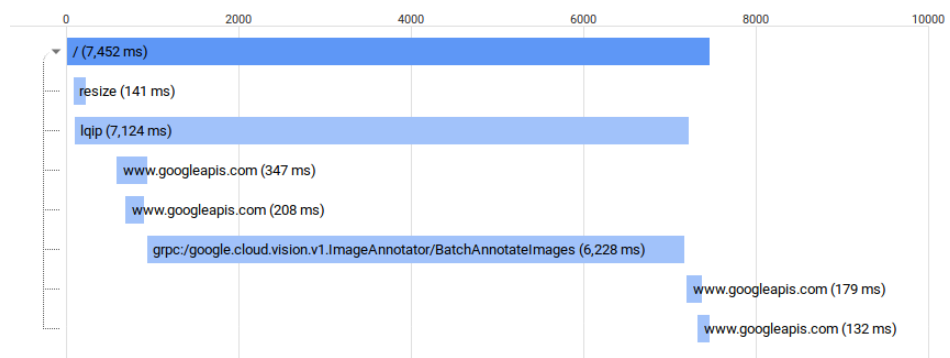 0 2000 4000 6000 8000 10000
/ (7,452 ms)
resize (141 ms)
lqip (7,124 ms)
www.googleapis.com (347 ms)
www.googleapis.com (208 ms)
grpc:/google.cloud.vision.v1.ImageAnnotator/BatchAnnotateImages (6,228 ms)
www.googleapis.com (179 ms)
www.googleapis.com (132 ms)